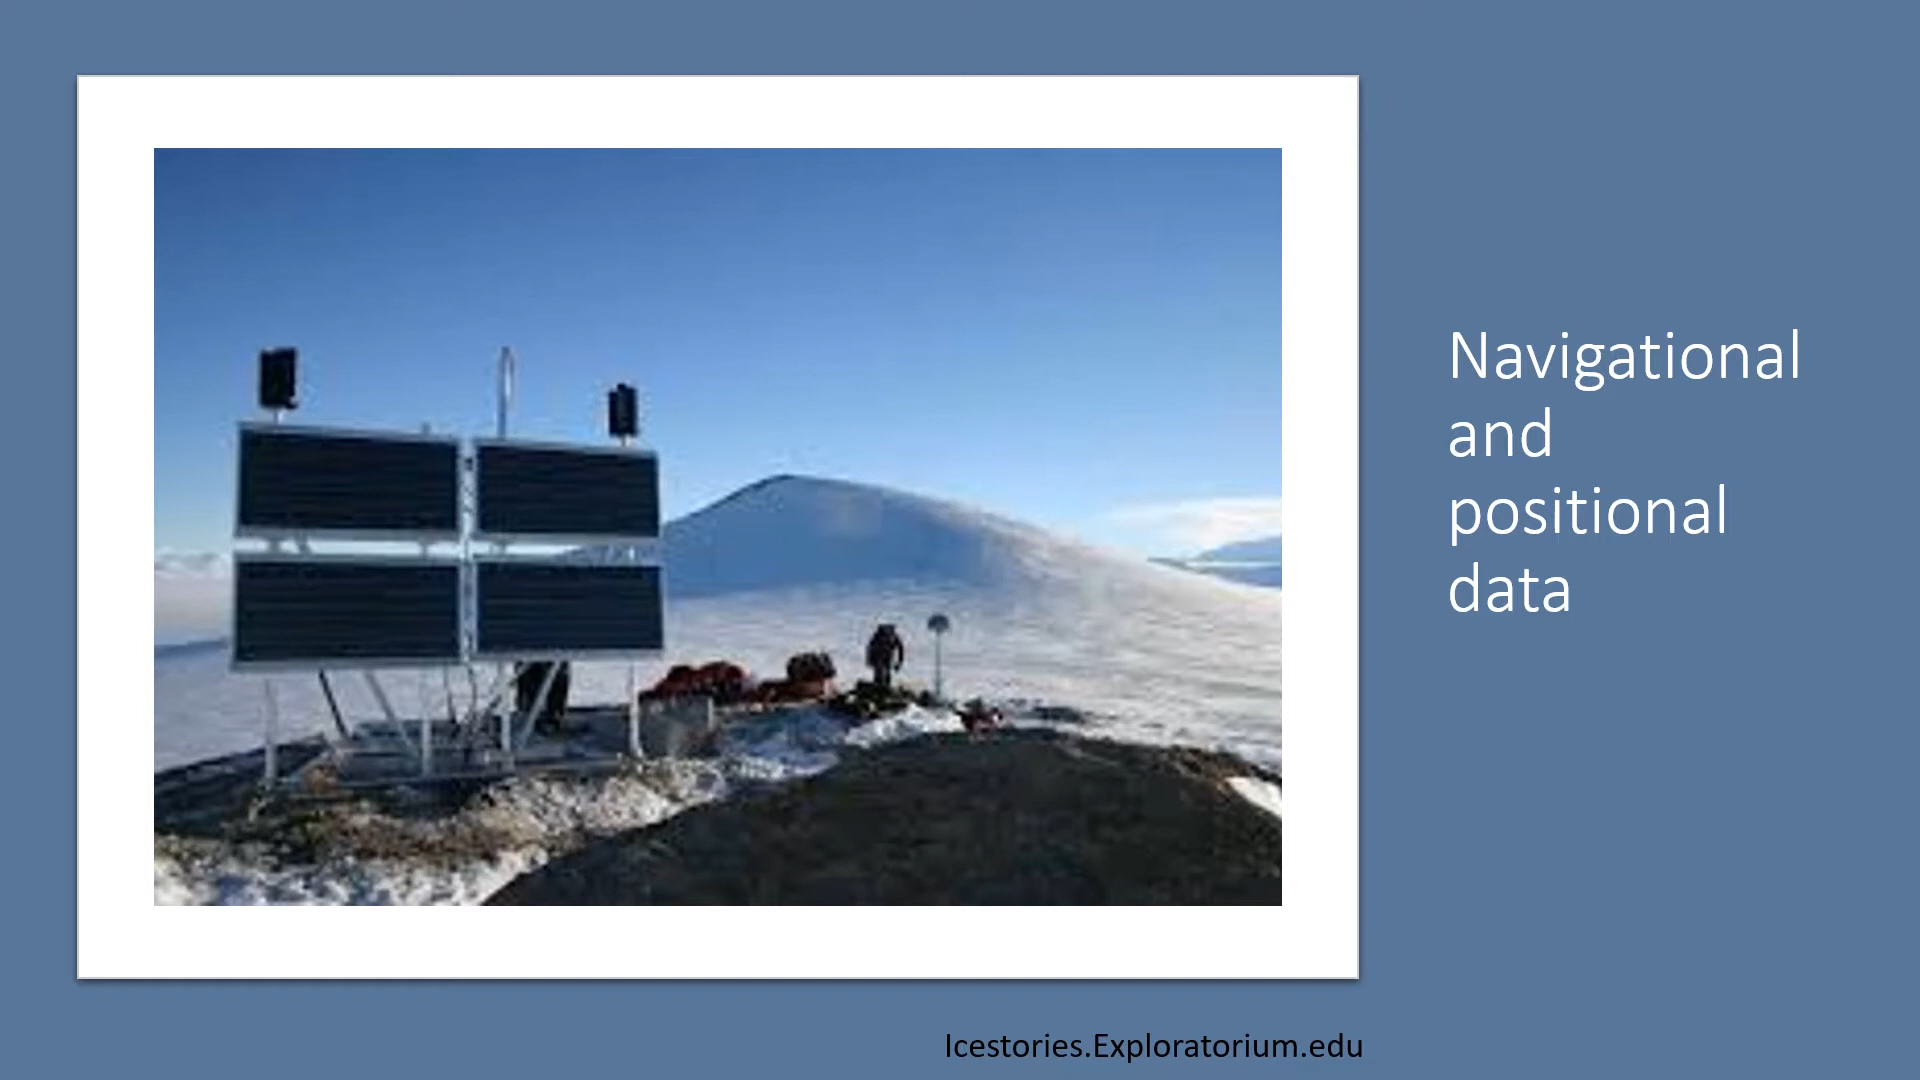 Navigational
and
positional
data
Icestories.Exploratorium.edu